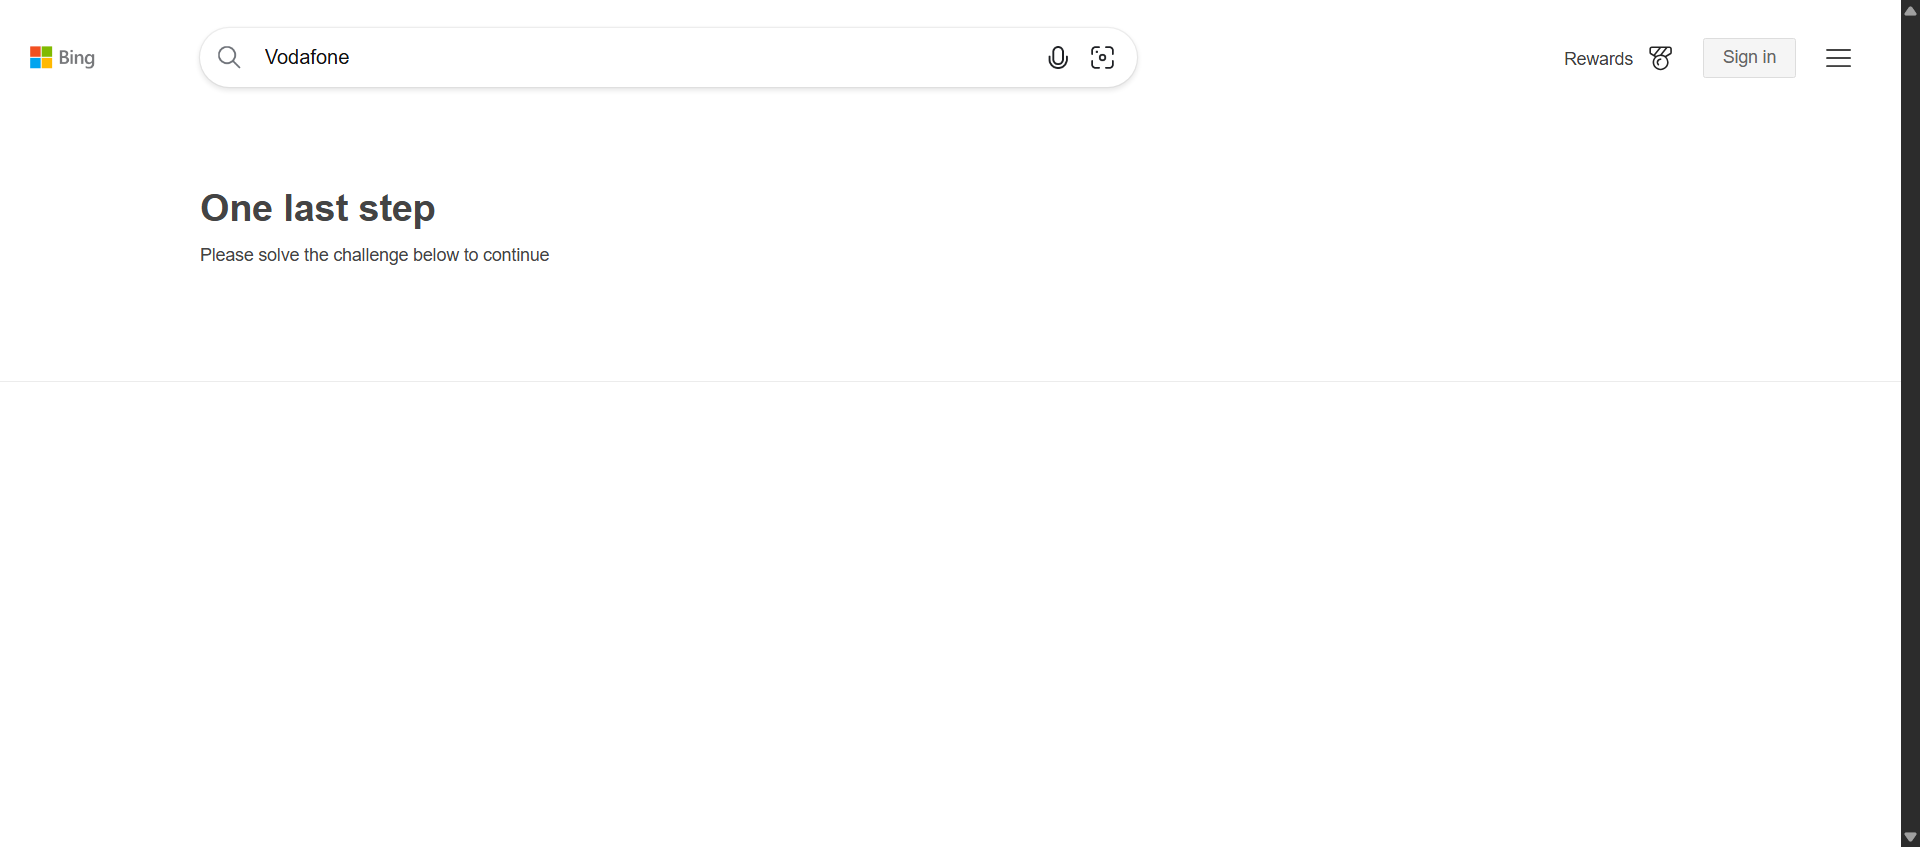 Bing
Vodafone
Rewards
Sign in
One last step
Please solve the challenge below to continue